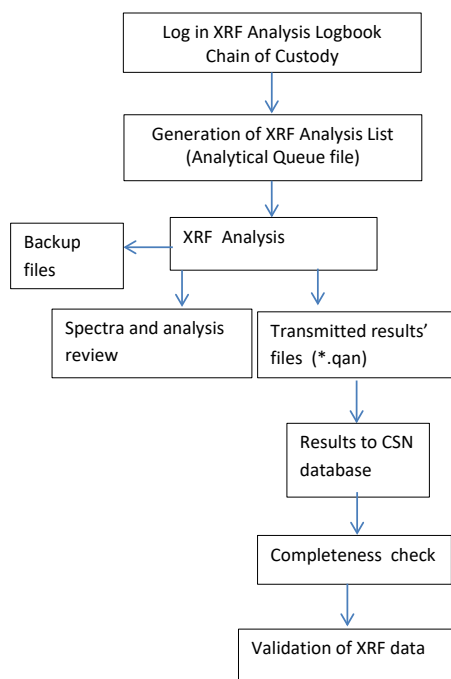 Log in XRF Analysis Logbook
Chain of Custody
Generation of XRF Analysis List
(Analytical Queue file)
XRF Analysis
Backup
files
Spectra and analysis
review
Transmitted results’
files (*.qan)
Results to CSN
database
Completeness check
Validation of XRF data